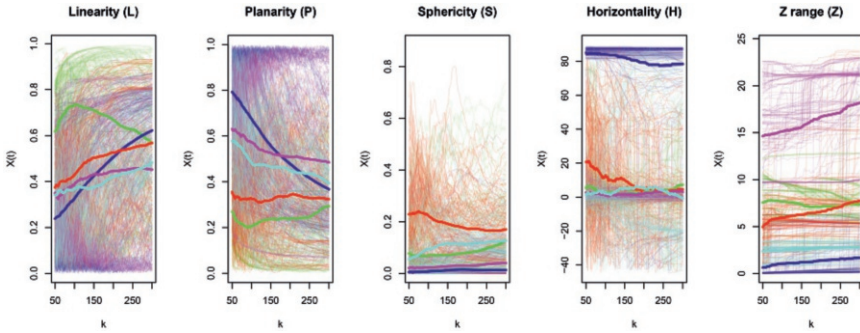 Linearity (L) Planarity (P) Sphericity (S) Horizontality (H) Z range (Z)
X(t) 0.0 0.2 0.4 0.6 0.8 1.0
50 150 250
k
X(t) 0.0 0.2 0.4 0.6 0.8 1.0
50 150 250
k
X(t) 0.0 0.2 0.4 0.6 0.8
50 150 250
k
X(t) -40 -20 0 20 40 60 80
50 150 250
k
X(t) 0 5 10 15 20 25
50 150 250
k